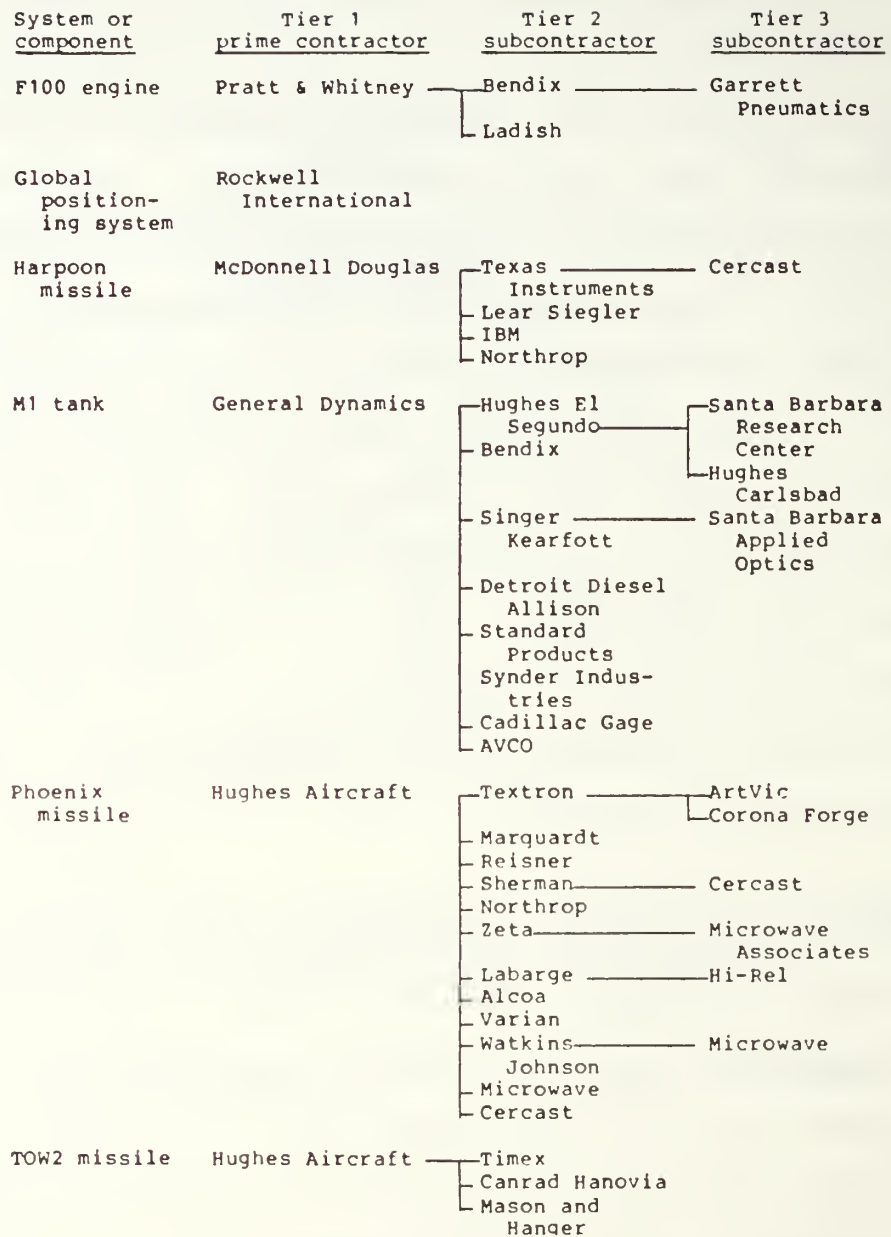 System or Tier 1 Tier 2 Tier 3
component prime contractor subcontractor subcontractor
F100 engine Pratt & Whitney Bendix Garrett
Pneumatics
Ladish
Global Rockwell
position- International
ing system
Harpoon McDonnell Douglas Texas Cercast
missile Instruments
Lear Siegler
IBM
Northrop
M1 tank General Dynamics Hughes El Santa Barbara
Segundo Research
Bendix Center
Hughes
Carlsbad
Singer Santa Barbara
Kearfott Applied
Optics
Detroit Diesel
Allison
Standard
Products
Synder Indus-
tries
Cadillac Gage
AVCO
Phoenix Hughes Aircraft Textron ArtVic
missile Corona Forge
Marquardt
Reisner
Sherman Cercast
Northrop
Zeta Microwave
Associates
Labarge Hi-Rel
Alcoa
Varian
Watkins Microwave
Johnson
Microwave
Cercast
TOW2 missile Hughes Aircraft Timex
Canrad Hanovia
Mason and
Hanger